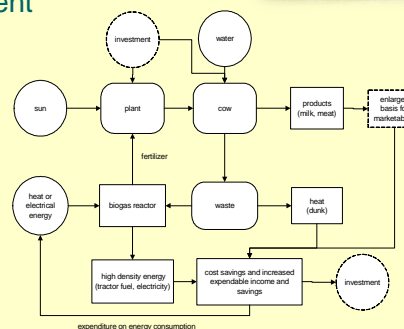 ent
investment
water
sun
plant
cow
products
(milk, meat)
enlarge
basis fo
marketab
fertilizer
heat or
electrical
energy
biogas reactor
waste
heat
(dunk)
high density energy
(tractor fuel, electricity)
cost savings and increased
expendable income and
savings
investment
expenditure on energy consumption